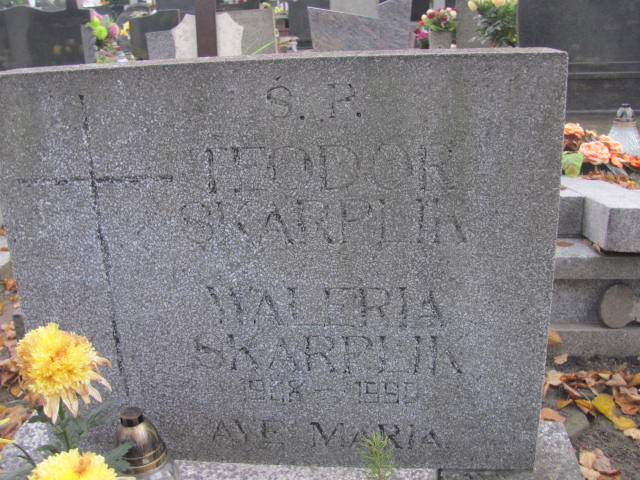 Ś. P.
TEODOR
SKARPLIK
WALERIA
SKARPLIK
AVE MARIA